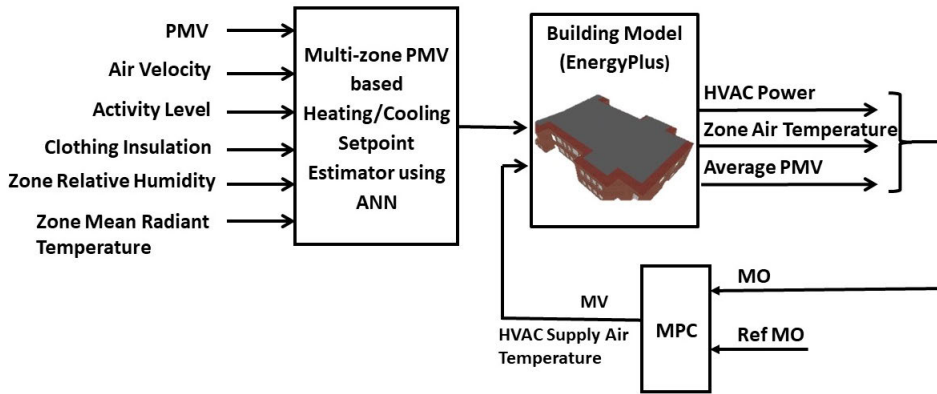 PMV
Air Velocity
Activity Level
Clothing Insulation
Zone Relative Humidity
Zone Mean Radiant
Temperature
Multi-zone PMV
based
Heating/Cooling
Setpoint
Estimator using
ANN
Building Model
(EnergyPlus)
HVAC Power
Zone Air Temperature
Average PMV
MO
Ref MO
MPC
MV
HVAC Supply Air
Temperature